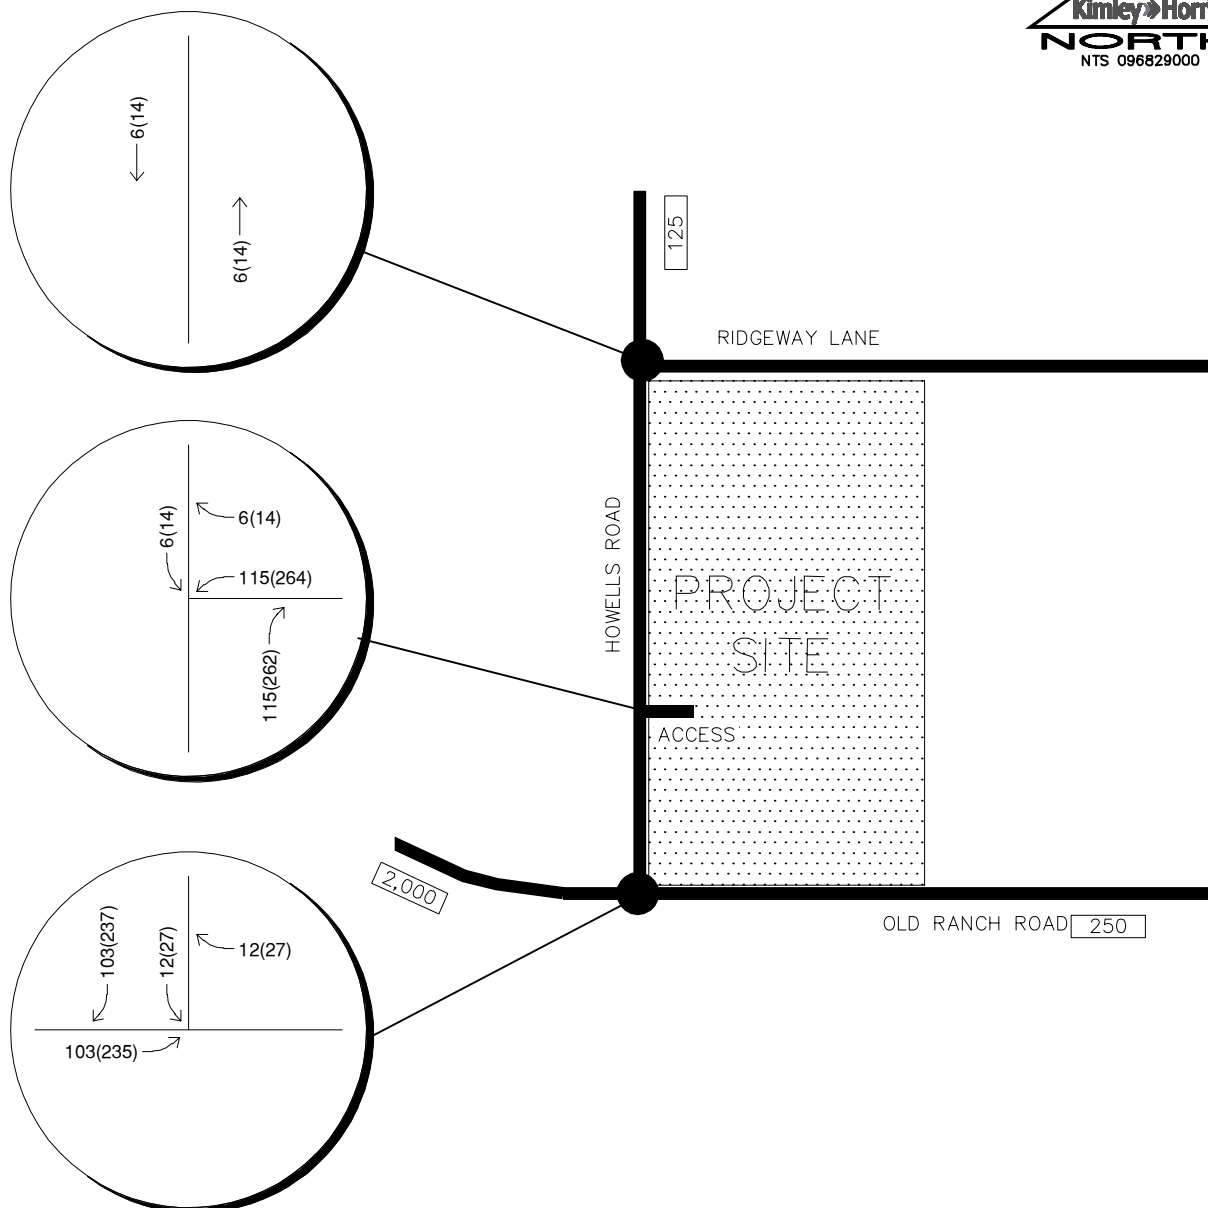 Kimley»Horn
NORTH
NTS 096829000
6(14)
6(14)
125
RIDGEWAY LANE
6(14)
6(14)
115(264)
115(262)
HOWELLS ROAD
PROJECT
SITE
ACCESS
2,000
103(237)
12(27)
12(27)
103(235)
OLD RANCH ROAD
250